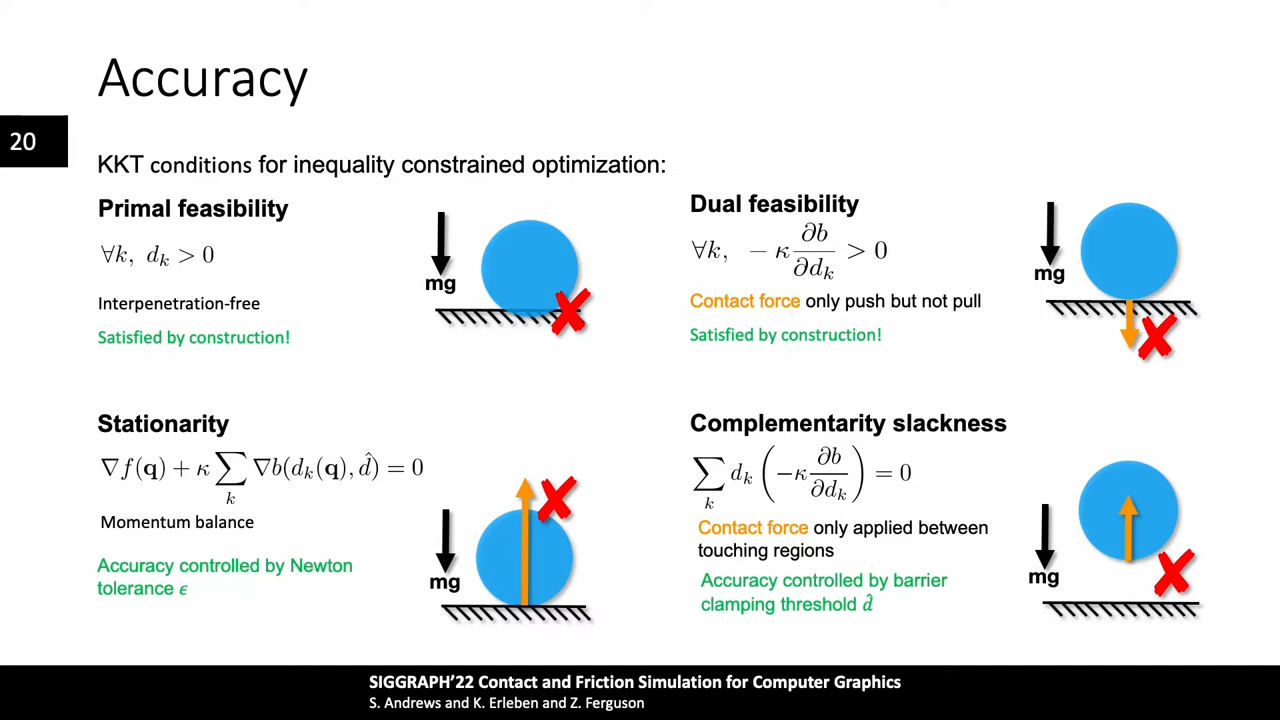 Accuracy
20
KKT conditions for inequality constrained optimization:
Primal feasibility
∀k, d_k > 0
Interpenetration-free
Satisfied by construction!
mg
Dual feasibility
∀k, −κ ∂b/∂d_k > 0
Contact force only push but not pull
Satisfied by construction!
mg
Stationarity
∇f(q) + κ ∑_k ∇b(d_k(q), d̂) = 0
Momentum balance
Accuracy controlled by Newton
tolerance ϵ
mg
Complementarity slackness
∑_k d_k (−κ ∂b/∂d_k) = 0
Contact force only applied between
touching regions
Accuracy controlled by barrier
clamping threshold d̂
mg
SIGGRAPH'22 Contact and Friction Simulation for Computer Graphics
S. Andrews and K. Erleben and Z. Ferguson